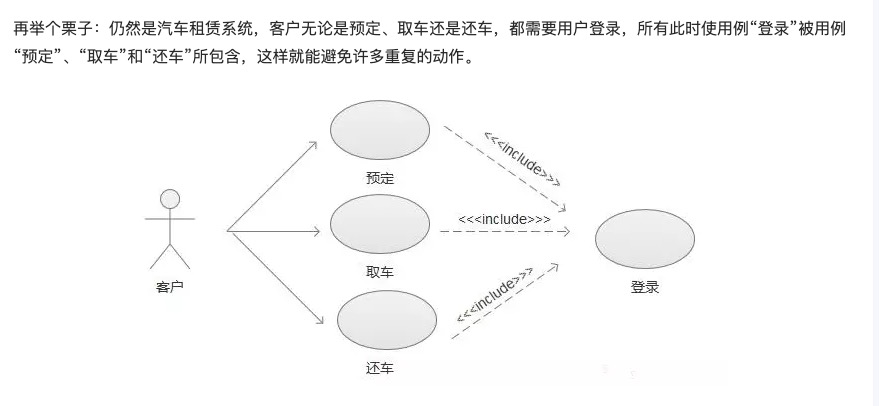 再举个栗子：仍然是汽车租赁系统，客户无论是预定、取车还是还车，都需要用户登录，所有此时使用例“登录”被用例
“预定”、“取车”和“还车”所包含，这样就能避免许多重复的动作。
<<<include>>>
预定
<<<include>>>
取车
客户
登录
<<<include>>>
还车